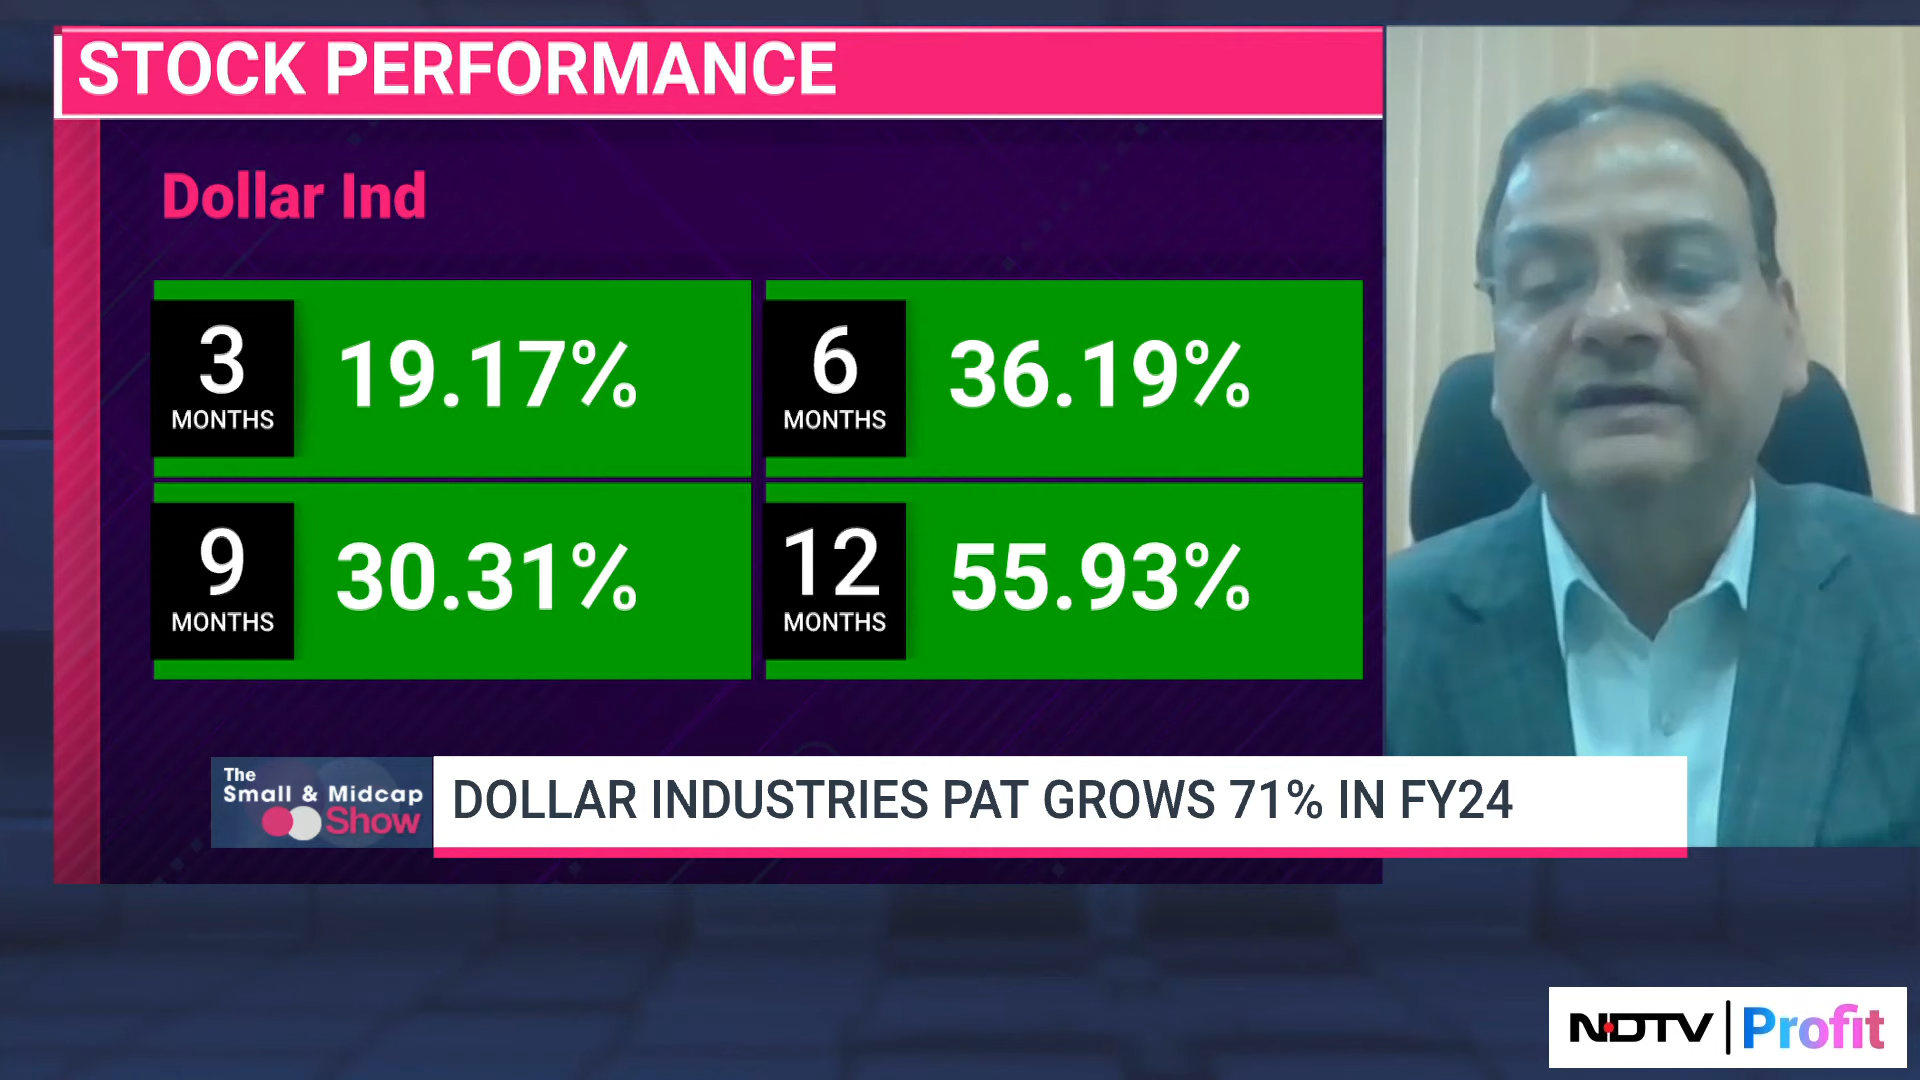 STOCK PERFORMANCE
Dollar Ind
3
MONTHS
19.17%
6
MONTHS
36.19%
9
MONTHS
30.31%
12
MONTHS
55.93%
The
Small & Midcap
Show
DOLLAR INDUSTRIES PAT GROWS 71% IN FY24
NDTV Profit